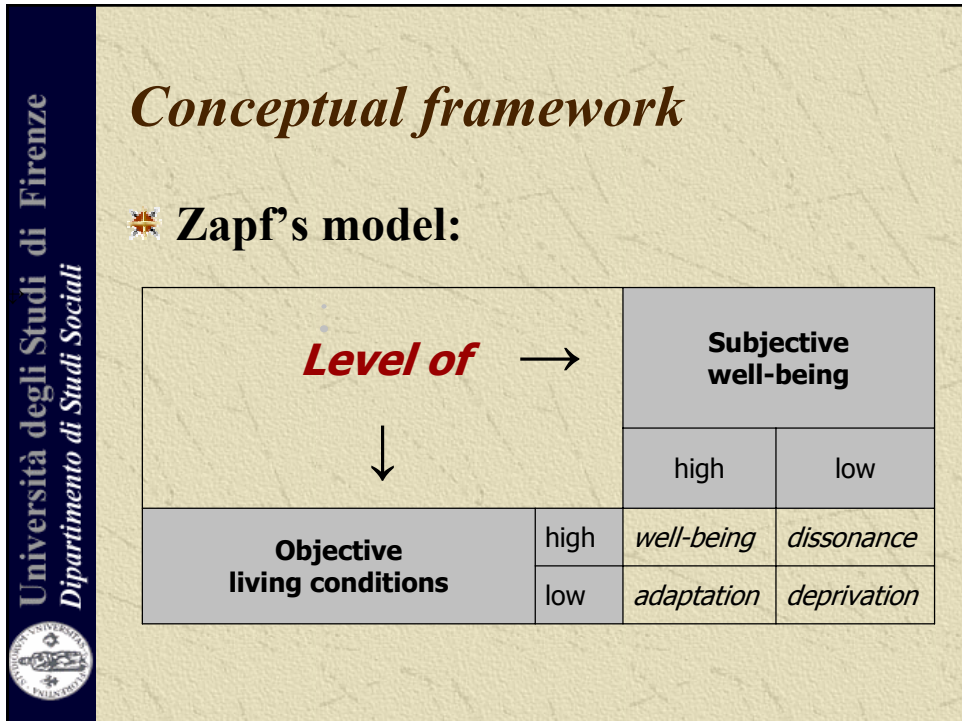 Università degli Studi di Firenze
Dipartimento di Studi Sociali
Conceptual framework
Zapf's model:
Level of →
↓
Subjective
well-being
high low
Objective
living conditions
high well-being dissonance
low adaptation deprivation